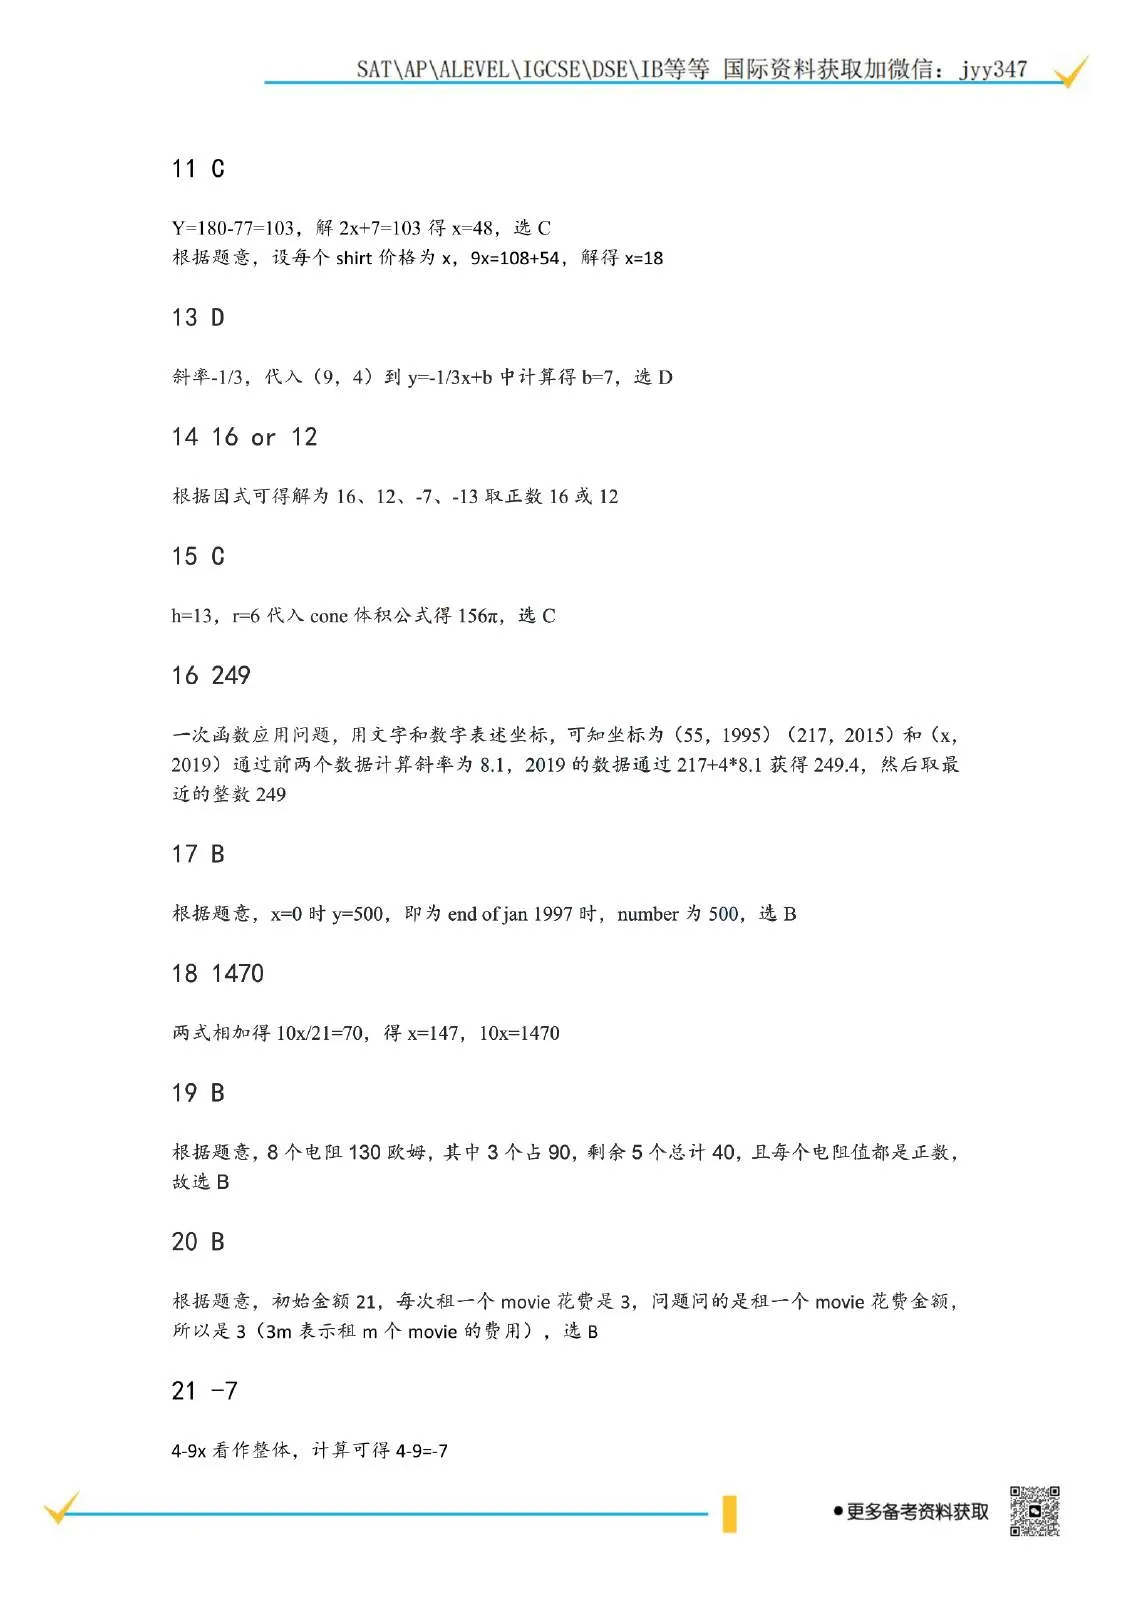 SAT\AP\ALEVEL\IGCSE\DSE\IB等等 国际资料获取加微信：jyy347
11 C
Y=180-77=103，解 2x+7=103 得 x=48，选 C
根据题意，设每个 shirt 价格为 x，9x=108+54，解得 x=18
13 D
斜率-1/3，代入（9，4）到 y=-1/3x+b 中计算得 b=7，选 D
14 16 or 12
根据因式可得解为 16、12、-7、-13 取正数 16 或 12
15 C
h=13，r=6 代入 cone 体积公式得 156π，选 C
16 249
一次函数应用问题，用文字和数字表述坐标，可知坐标为（55，1995）（217，2015）和（x，
2019）通过前两个数据计算斜率为 8.1，2019 的数据通过 217+4*8.1 获得 249.4，然后取最
近的整数 249
17 B
根据题意，x=0 时 y=500，即为 end of jan 1997 时，number 为 500，选 B
18 1470
两式相加得 10x/21=70，得 x=147，10x=1470
19 B
根据题意，8 个电阻 130 欧姆，其中 3 个占 90，剩余 5 个总计 40，且每个电阻值都是正数，
故选 B
20 B
根据题意，初始金额 21，每次租一个 movie 花费是 3，问题问的是租一个 movie 花费金额，
所以是 3（3m 表示租 m 个 movie 的费用），选 B
21 -7
4-9x 看作整体，计算可得 4-9=-7
●更多备考资料获取